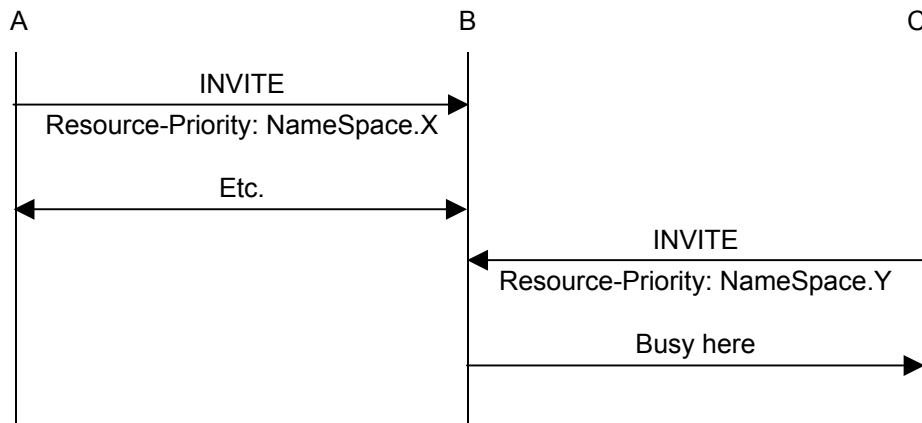 A B C
INVITE
Resource-Priority: NameSpace.X
Etc.
INVITE
Resource-Priority: NameSpace.Y
Busy here